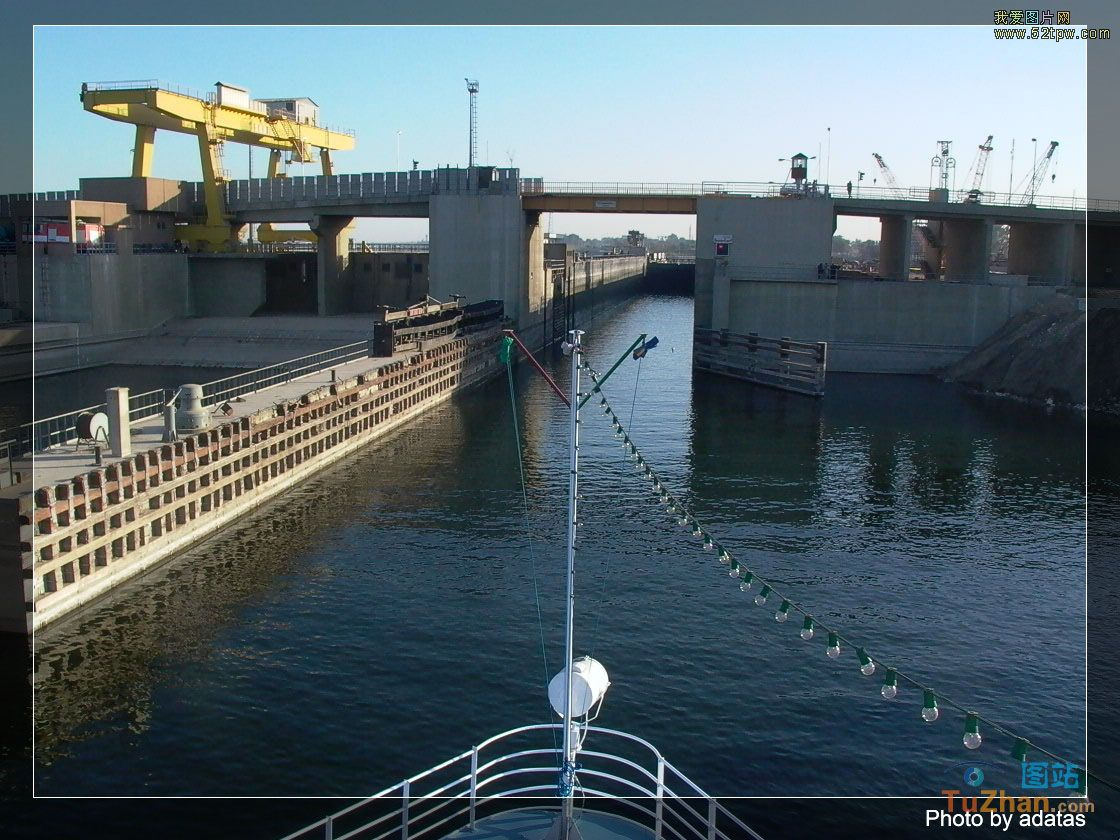 我爱图片网
www.52tpw.com
图站
TuZhan.com
Photo by adatas